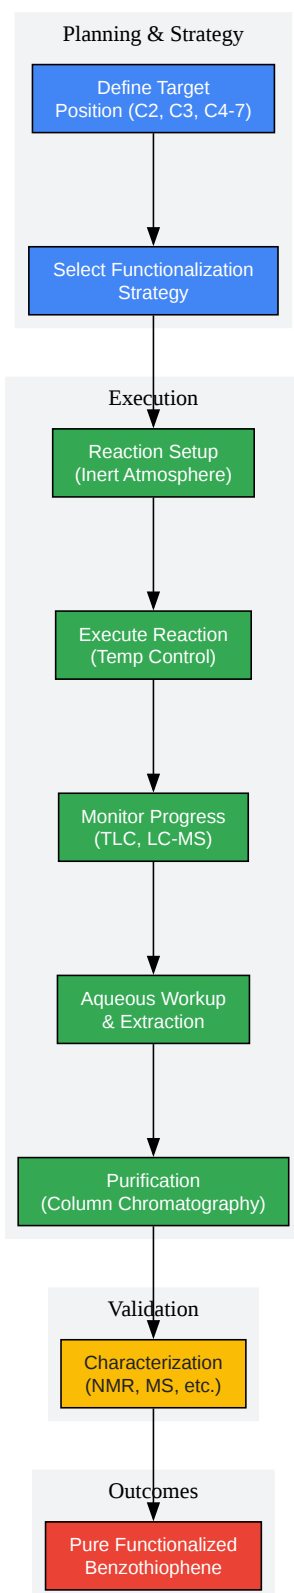 Planning & Strategy
Define Target
Position (C2, C3, C4-7)
Select Functionalization
Strategy
Execution
Reaction Setup
(Inert Atmosphere)
Execute Reaction
(Temp Control)
Monitor Progress
(TLC, LC-MS)
Aqueous Workup
& Extraction
Purification
(Column Chromatography)
Validation
Characterization
(NMR, MS, etc.)
Outcomes
Pure Functionalized
Benzothiophene